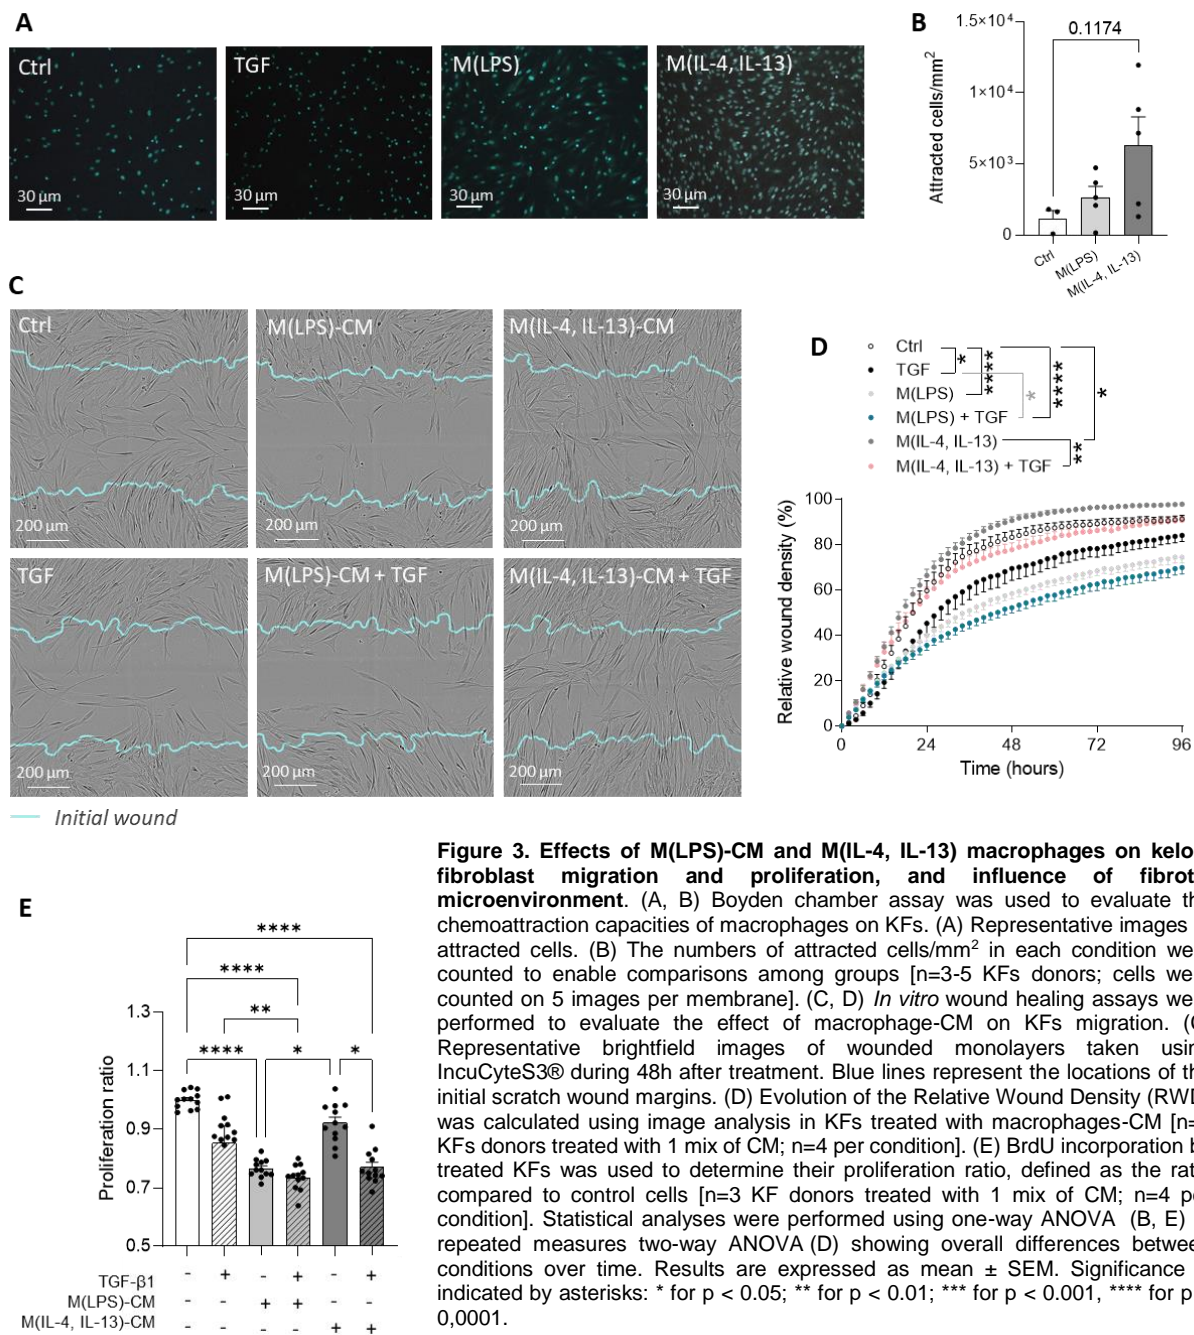 A
Ctrl
30 µm
TGF
30 µm
M(LPS)
30 µm
M(IL-4, IL-13)
30 µm
B
Attracted cells/mm²
1.5×10⁴
1×10⁴
5×10³
0
0.1174
Ctrl
M(LPS)
M(IL-4, IL-13)
C
Ctrl
200 µm
M(LPS)-CM
200 µm
M(IL-4, IL-13)-CM
200 µm
TGF
200 µm
M(LPS)-CM + TGF
200 µm
M(IL-4, IL-13)-CM + TGF
200 µm
Initial wound
D
Ctrl
TGF
M(LPS)
M(LPS) + TGF
M(IL-4, IL-13)
M(IL-4, IL-13) + TGF
*
****
*
****
*
**
Relative wound density (%)
100
80
60
40
20
0
0 24 48 72 96
Time (hours)
E
****
****
**
**** * *
Proliferation ratio
1.3
1.1
0.9
0.7
0.5
TGF-β1 - + - + - +
M(LPS)-CM - - + + - -
M(IL-4, IL-13)-CM - - - - + +
Figure 3. Effects of M(LPS)-CM and M(IL-4, IL-13) macrophages on kelo
fibroblast migration and proliferation, and influence of fibrot
microenvironment. (A, B) Boyden chamber assay was used to evaluate th
chemoattraction capacities of macrophages on KFs. (A) Representative images
attracted cells. (B) The numbers of attracted cells/mm² in each condition we
counted to enable comparisons among groups [n=3-5 KFs donors; cells we
counted on 5 images per membrane]. (C, D) In vitro wound healing assays we
performed to evaluate the effect of macrophage-CM on KFs migration. (C
Representative brightfield images of wounded monolayers taken usin
IncuCyteS3® during 48h after treatment. Blue lines represent the locations of th
initial scratch wound margins. (D) Evolution of the Relative Wound Density (RWD
was calculated using image analysis in KFs treated with macrophages-CM [n=
KFs donors treated with 1 mix of CM; n=4 per condition]. (E) BrdU incorporation b
treated KFs was used to determine their proliferation ratio, defined as the rat
compared to control cells [n=3 KF donors treated with 1 mix of CM; n=4 pe
condition]. Statistical analyses were performed using one-way ANOVA (B, E)
repeated measures two-way ANOVA (D) showing overall differences betwee
conditions over time. Results are expressed as mean ± SEM. Significance
indicated by asterisks: * for p < 0.05; ** for p < 0.01; *** for p < 0.001, **** for p
0,0001.